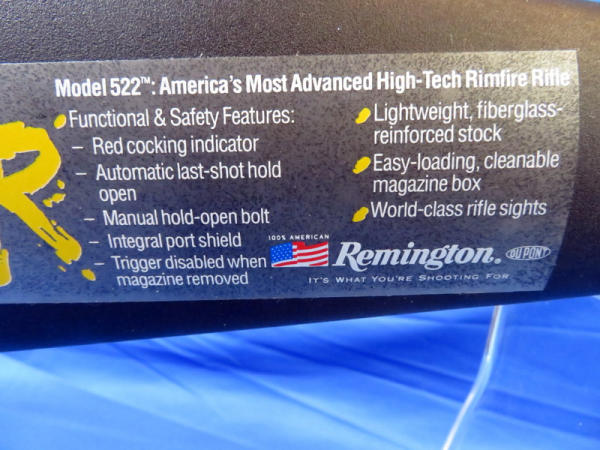 Model 522™: America's Most Advanced High-Tech Rimfire Rifle
Functional & Safety Features:
– Red cocking indicator
– Automatic last-shot hold
open
– Manual hold-open bolt
– Integral port shield
– Trigger disabled when
magazine removed
Lightweight, fiberglass-
reinforced stock
Easy-loading, cleanable
magazine box
World-class rifle sights
100% AMERICAN
Remington.
DU PONT
IT'S WHAT YOU'RE SHOOTING FOR